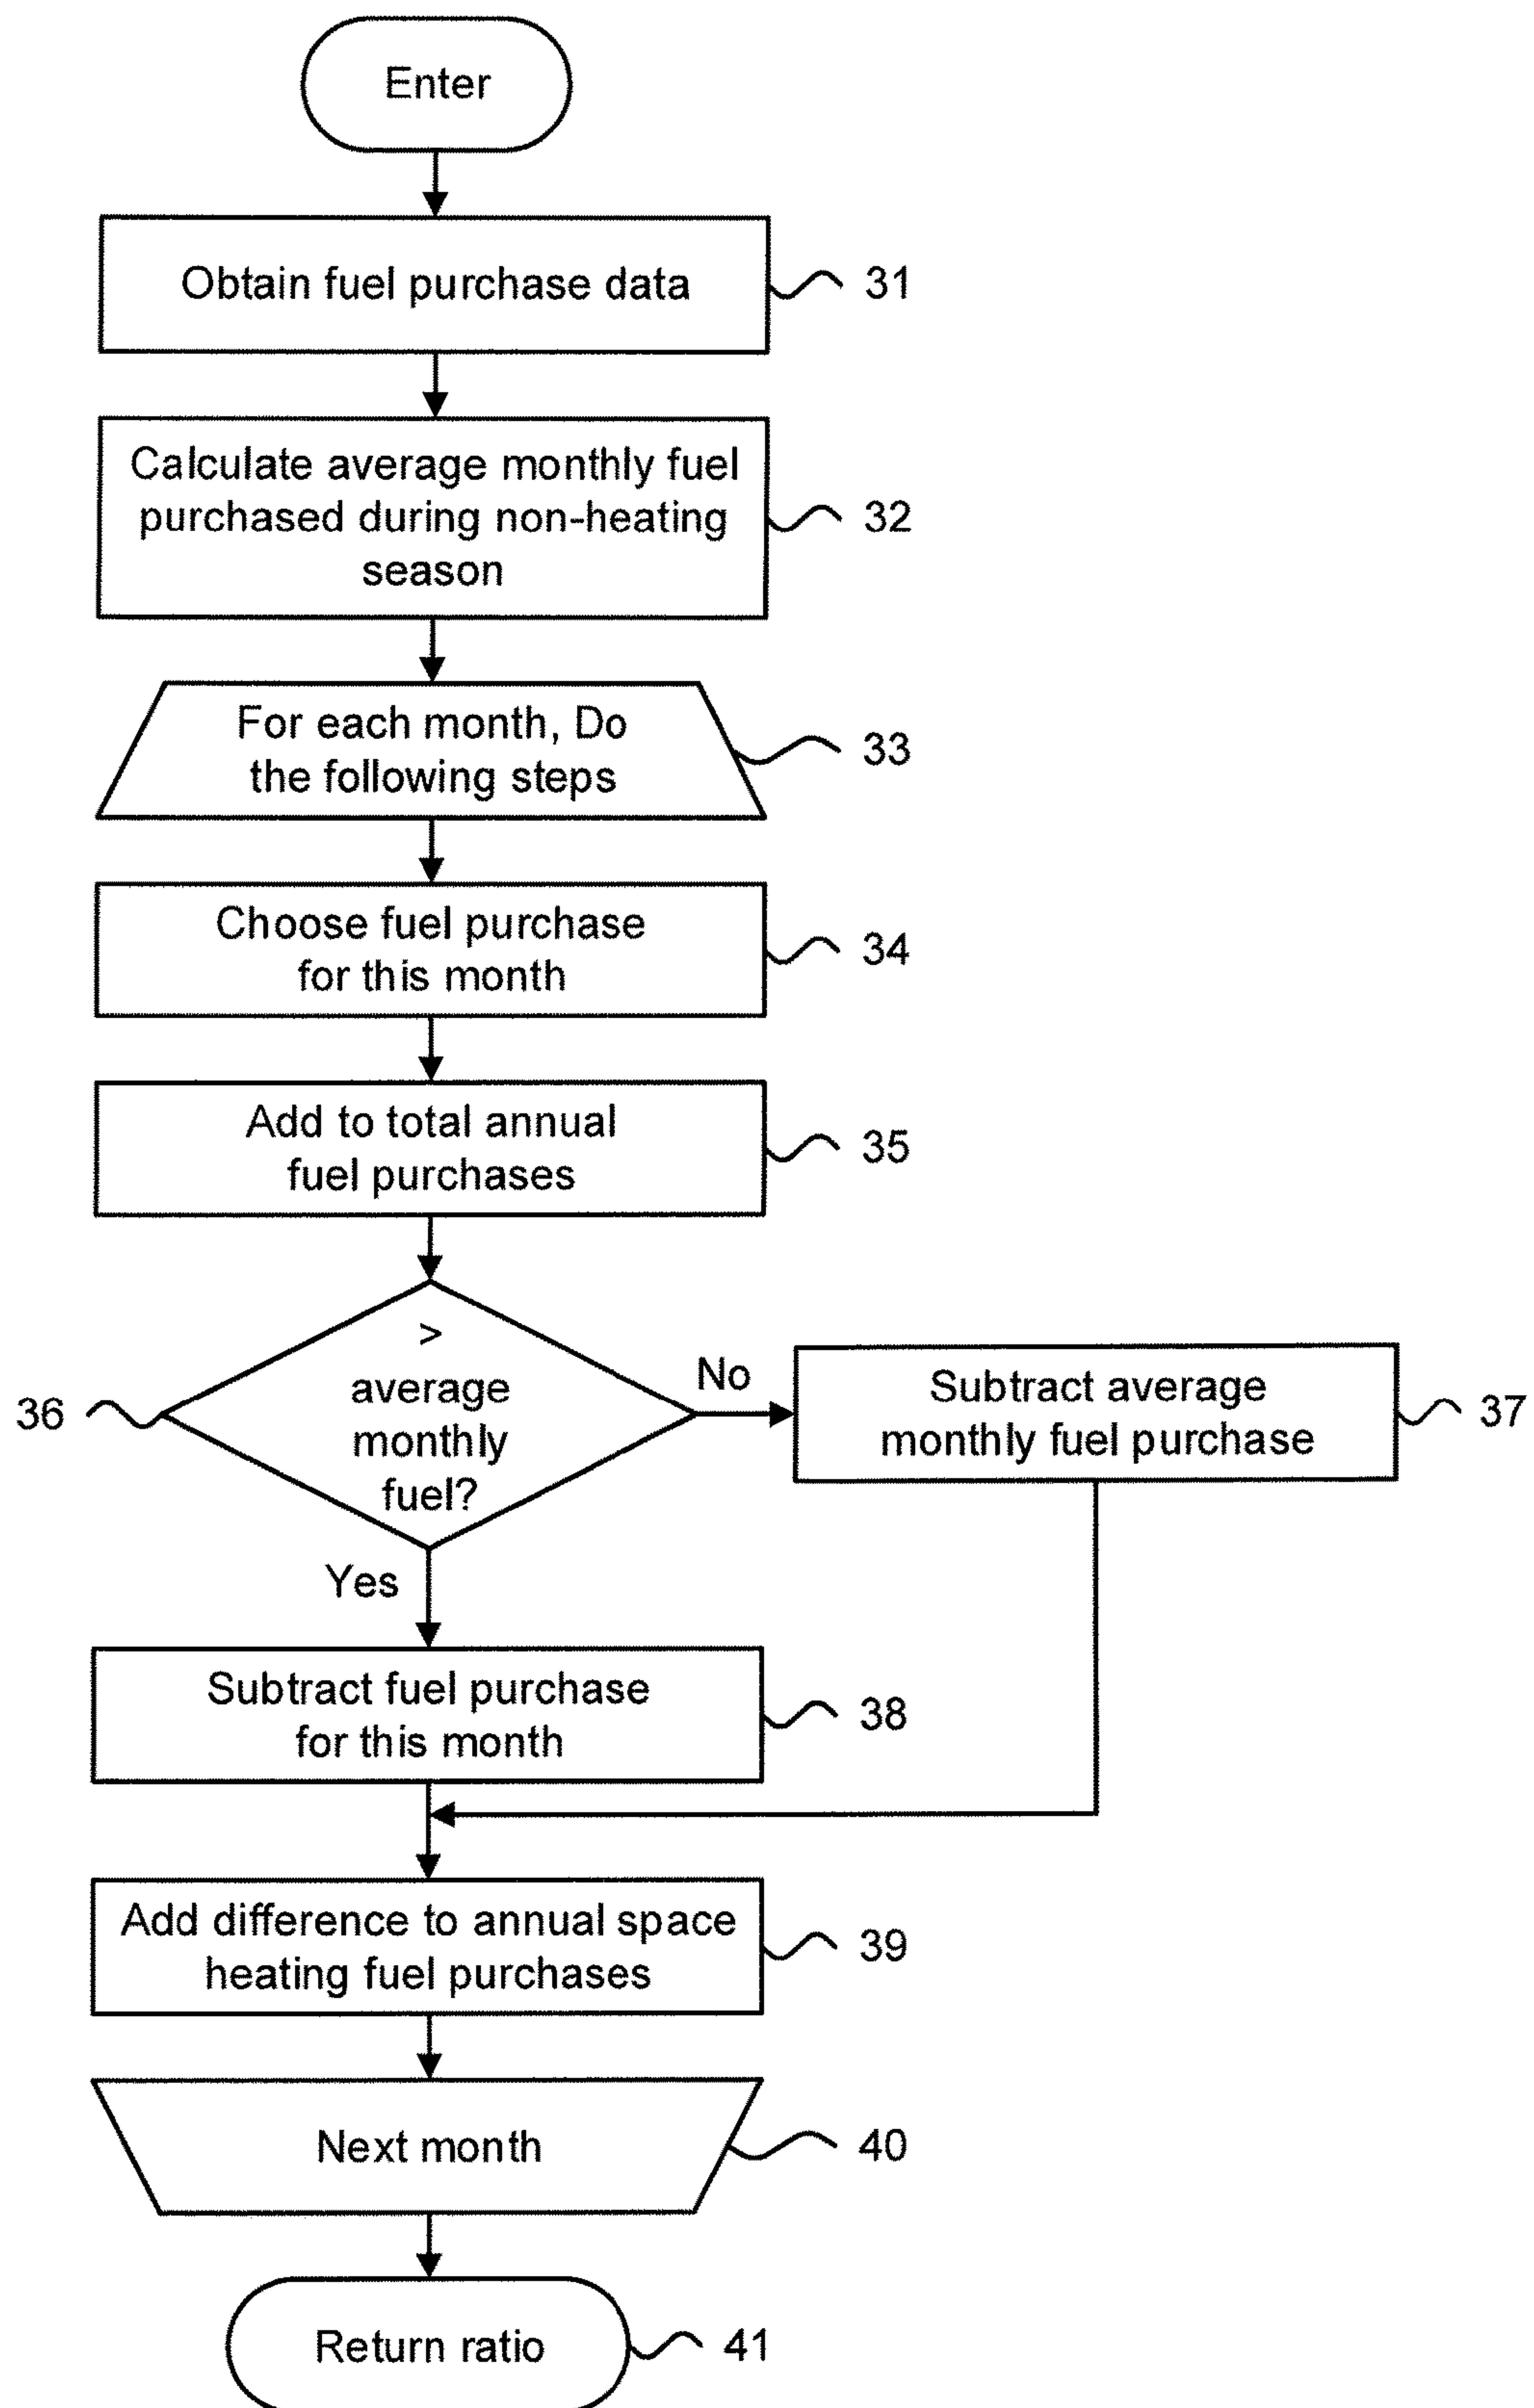 Enter
Obtain fuel purchase data
31
Calculate average monthly fuel
purchased during non-heating
season
32
For each month, Do
the following steps
33
Choose fuel purchase
for this month
34
Add to total annual
fuel purchases
35
>
average
monthly
fuel?
36
No
Subtract average
monthly fuel purchase
37
Yes
Subtract fuel purchase
for this month
38
Add difference to annual space
heating fuel purchases
39
Next month
40
Return ratio
41